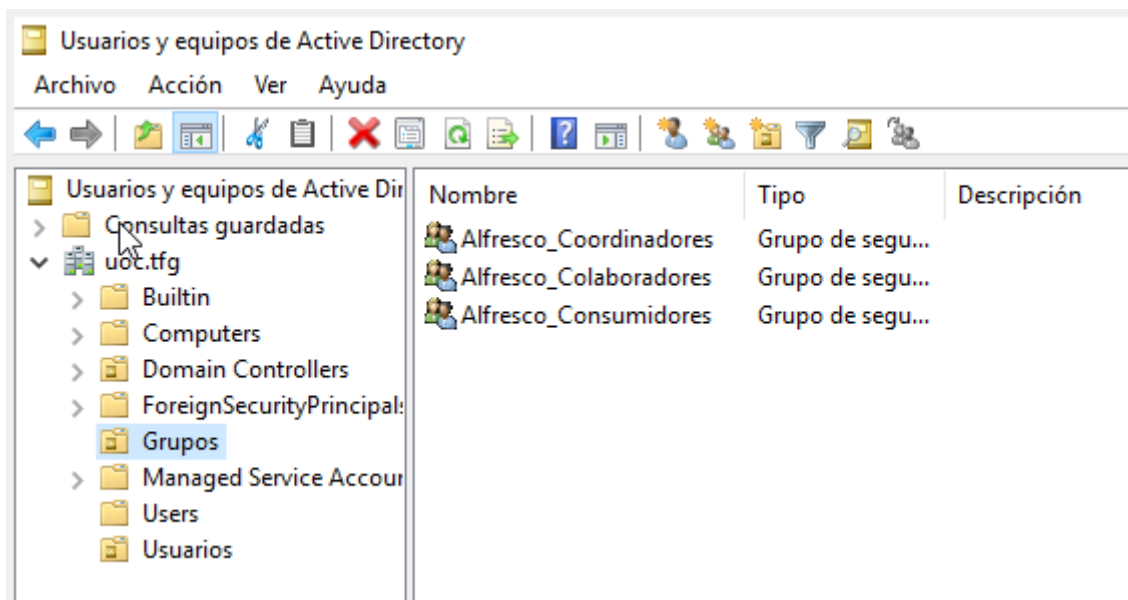 Usuarios y equipos de Active Directory
Archivo Acción Ver Ayuda
Usuarios y equipos de Active Dir
Consultas guardadas
uoc.tfg
Builtin
Computers
Domain Controllers
ForeignSecurityPrincipals
Grupos
Managed Service Accour
Users
Usuarios
Nombre Tipo Descripción
Alfresco_Coordinadores Grupo de segu...
Alfresco_Colaboradores Grupo de segu...
Alfresco_Consumidores Grupo de segu...